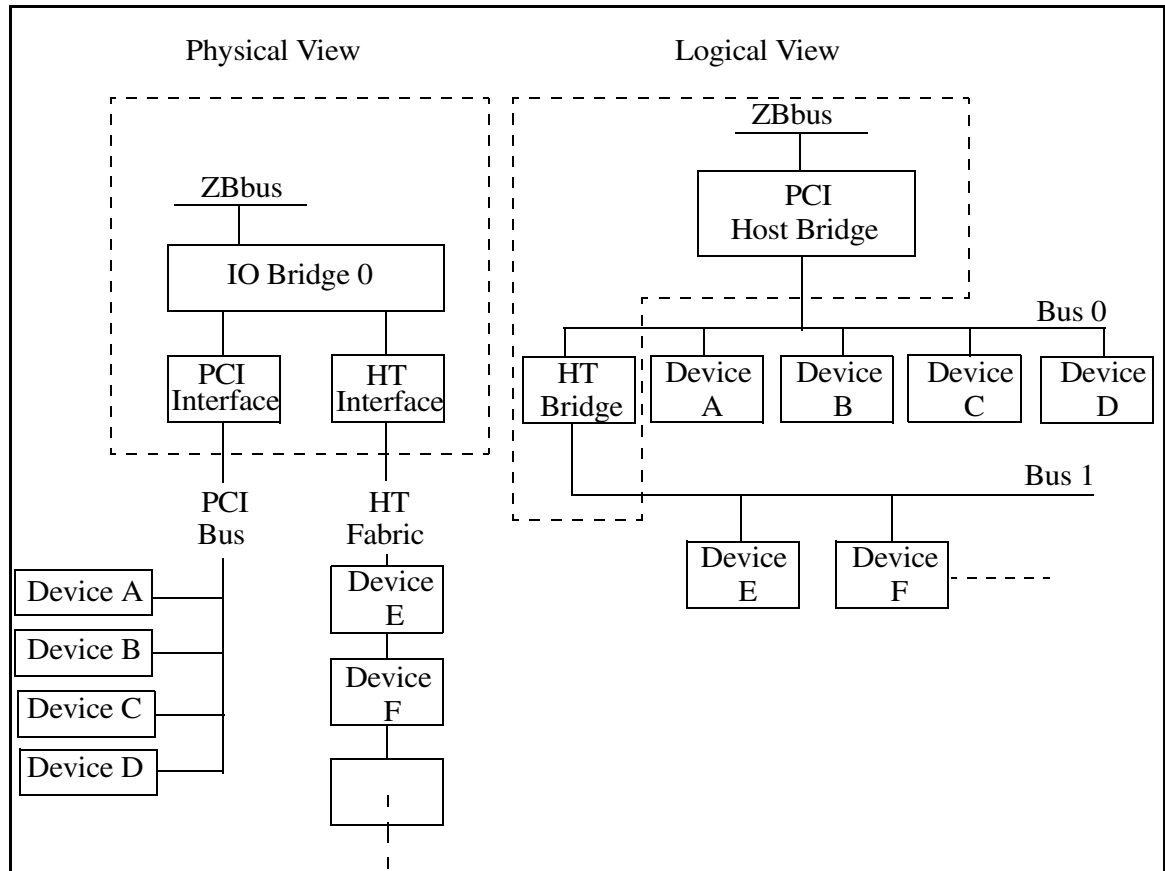 Physical View
ZBbus
IO Bridge 0
PCI
Interface
HT
Interface
PCI
Bus
HT
Fabric
Device A
Device B
Device C
Device D
Device
E
Device
F
Logical View
ZBbus
PCI
Host Bridge
Bus 0
HT
Bridge
Device
A
Device
B
Device
C
Device
D
Bus 1
Device
E
Device
F